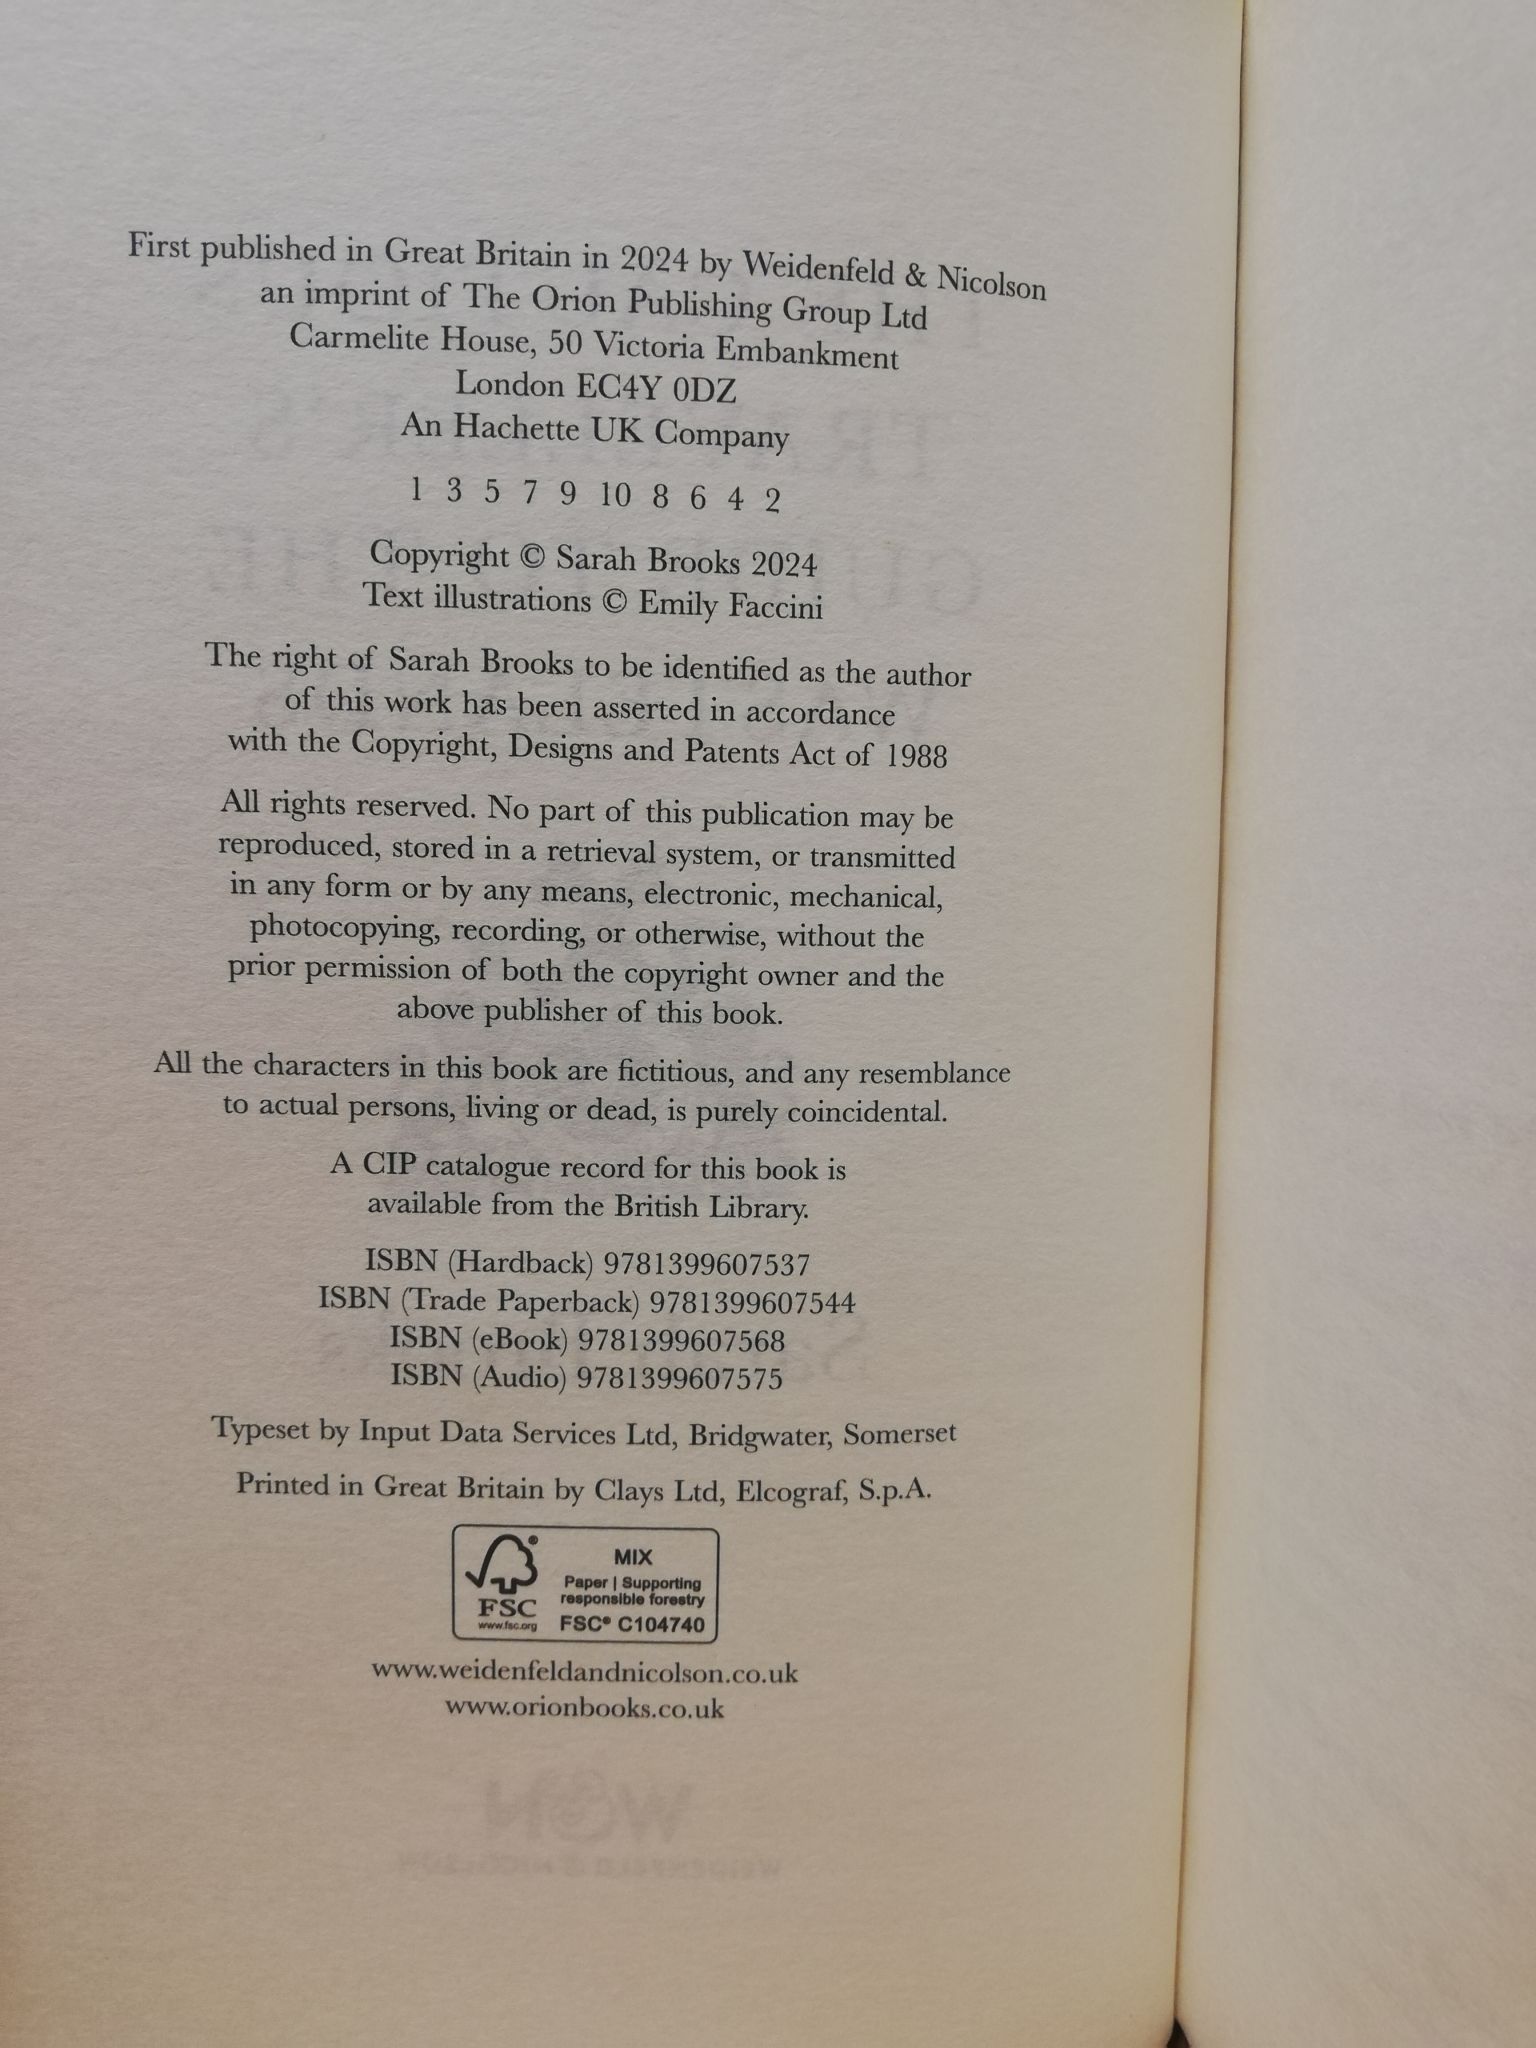 First published in Great Britain in 2024 by Weidenfeld & Nicolson
an imprint of The Orion Publishing Group Ltd
Carmelite House, 50 Victoria Embankment
London EC4Y 0DZ
An Hachette UK Company
1 3 5 7 9 10 8 6 4 2
Copyright © Sarah Brooks 2024
Text illustrations © Emily Faccini
The right of Sarah Brooks to be identified as the author
of this work has been asserted in accordance
with the Copyright, Designs and Patents Act of 1988
All rights reserved. No part of this publication may be
reproduced, stored in a retrieval system, or transmitted
in any form or by any means, electronic, mechanical,
photocopying, recording, or otherwise, without the
prior permission of both the copyright owner and the
above publisher of this book.
All the characters in this book are fictitious, and any resemblance
to actual persons, living or dead, is purely coincidental.
A CIP catalogue record for this book is
available from the British Library.
ISBN (Hardback) 9781399607537
ISBN (Trade Paperback) 9781399607544
ISBN (eBook) 9781399607568
ISBN (Audio) 9781399607575
Typeset by Input Data Services Ltd, Bridgwater, Somerset
Printed in Great Britain by Clays Ltd, Elcograf, S.p.A.
FSC
www.fsc.org
MIX
Paper | Supporting
responsible forestry
FSC® C104740
www.weidenfeldandnicolson.co.uk
www.orionbooks.co.uk
W&N
WEIDENFELD & NICOLSON